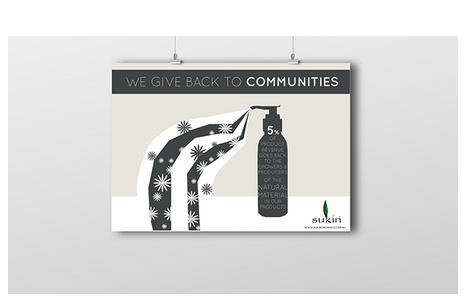 WE GIVE BACK TO COMMUNITIES
5%
OF
PRODUCT
REVENUE
GOES BACK
TO THE
GROWERS &
PRODUCERS
OF THE
NATURAL
MATERIAL
IN OUR
PRODUCTS
sukin